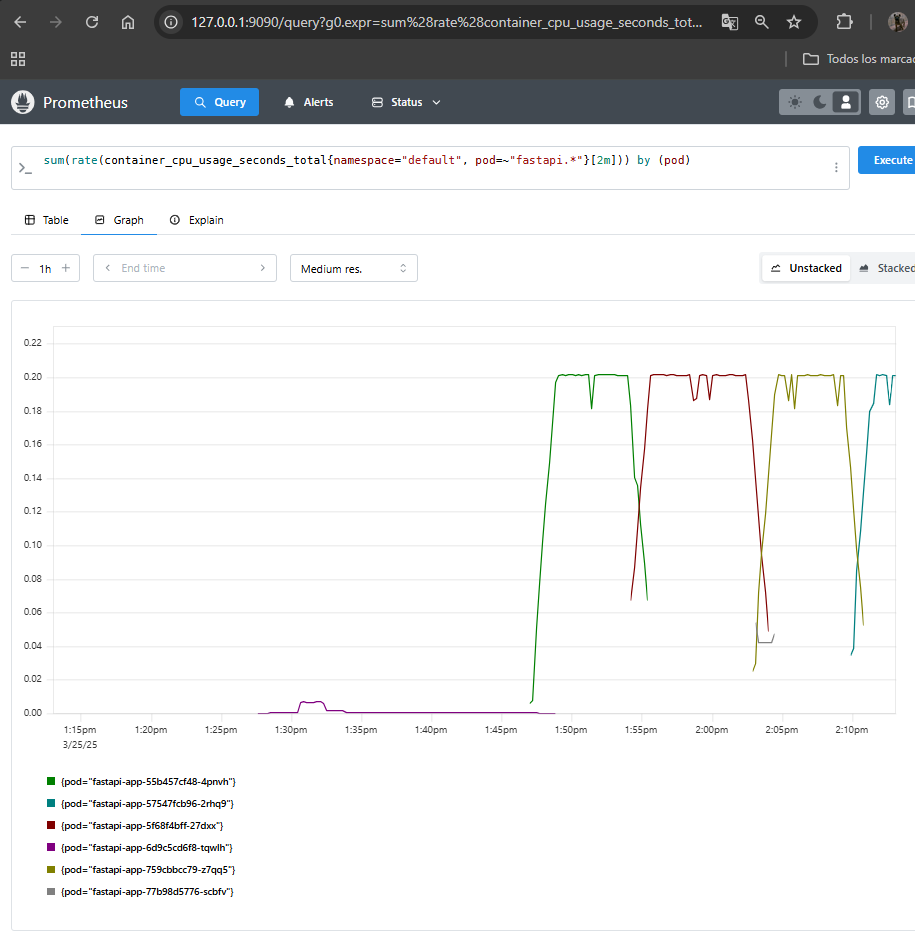 127.0.0.1:9090/query?g0.expr=sum%28rate%28container_cpu_usage_seconds_tot...
Todos los marca
Prometheus
Query
Alerts
Status
>_ sum(rate(container_cpu_usage_seconds_total{namespace="default", pod=~"fastapi.*"}[2m])) by (pod)
Execute
Table
Graph
Explain
− 1h +
End time
Medium res.
Unstacked
Stacked
0.22
0.20
0.18
0.16
0.14
0.12
0.10
0.08
0.06
0.04
0.02
0.00
1:15pm 1:20pm 1:25pm 1:30pm 1:35pm 1:40pm 1:45pm 1:50pm 1:55pm 2:00pm 2:05pm 2:10pm
3/25/25
{pod="fastapi-app-55b457cf48-4pnvh"}
{pod="fastapi-app-57547fcb96-2rhq9"}
{pod="fastapi-app-5f68f4bff-27dxx"}
{pod="fastapi-app-6d9c5cd6f8-tqwlh"}
{pod="fastapi-app-759cbbcc79-z7qq5"}
{pod="fastapi-app-77b98d5776-scbfv"}